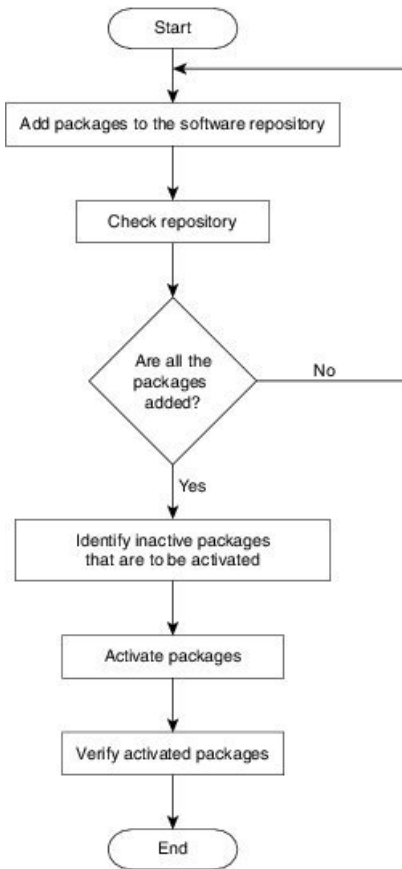 Start
Add packages to the software repository
Check repository
Are all the
packages
added?
No
Yes
Identify inactive packages
that are to be activated
Activate packages
Verify activated packages
End